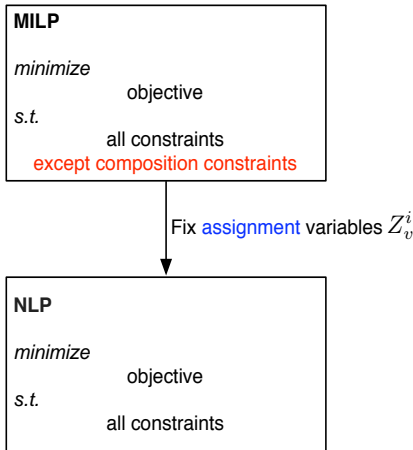 MILP
minimize
objective
s.t.
all constraints
except composition constraints
Fix assignment variables $Z_v^i$
NLP
minimize
objective
s.t.
all constraints